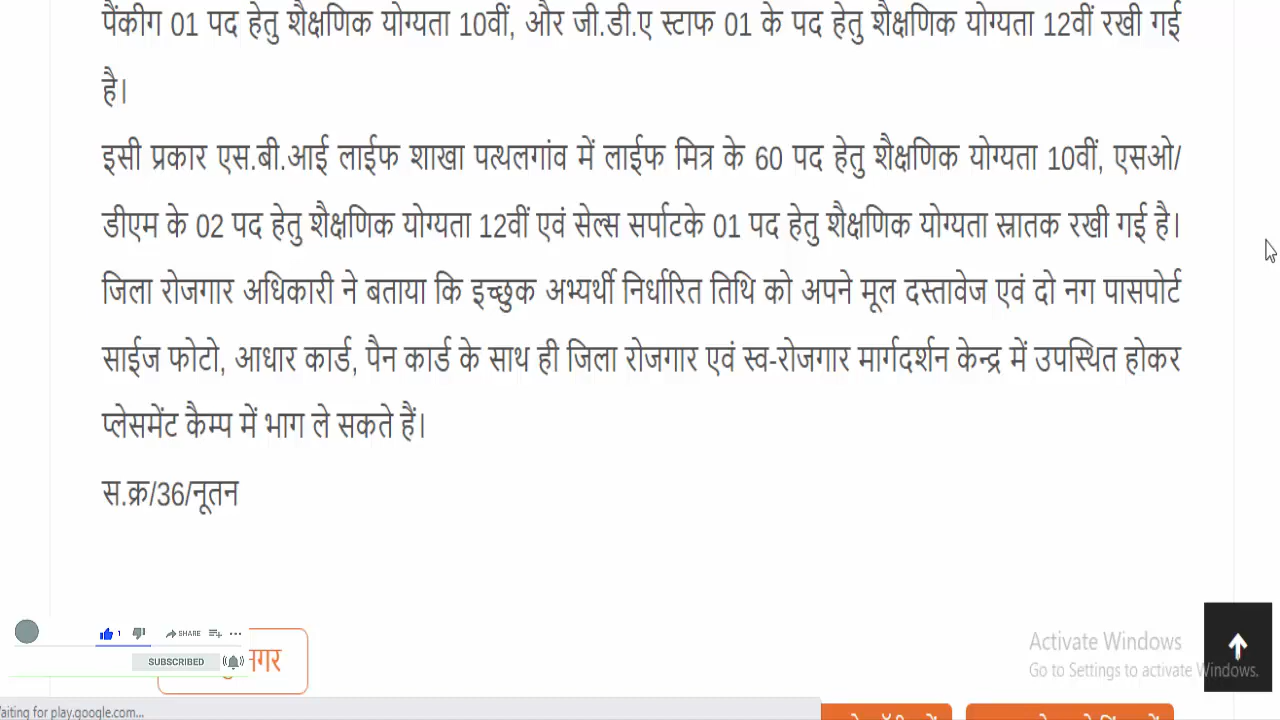 पैंकीग 01 पद हेतु शैक्षणिक योग्यता 10वीं, और जी.डी.ए स्टाफ 01 के पद हेतु शैक्षणिक योग्यता 12वीं रखी गई
है।
इसी प्रकार एस.बी.आई लाईफ शाखा पत्थलगांव में लाईफ मित्र के 60 पद हेतु शैक्षणिक योग्यता 10वीं, एसओ/
डीएम के 02 पद हेतु शैक्षणिक योग्यता 12वीं एवं सेल्स सर्पाटके 01 पद हेतु शैक्षणिक योग्यता स्नातक रखी गई है।
जिला रोजगार अधिकारी ने बताया कि इच्छुक अभ्यर्थी निर्धारित तिथि को अपने मूल दस्तावेज एवं दो नग पासपोर्ट
साईज फोटो, आधार कार्ड, पैन कार्ड के साथ ही जिला रोजगार एवं स्व-रोजगार मार्गदर्शन केन्द्र में उपस्थित होकर
प्लेसमेंट कैम्प में भाग ले सकते हैं।
स.क्र/36/नूतन
1 SHARE
Activate Windows
SUBSCRIBED
Go to Settings to activate Windows.
aiting for play.google.com...